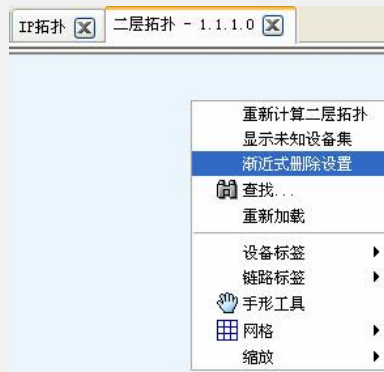 IP拓扑 二层拓扑 - 1.1.1.0
重新计算二层拓扑
显示未知设备集
渐近式删除设置
查找...
重新加载
设备标签
链路标签
手形工具
网格
缩放